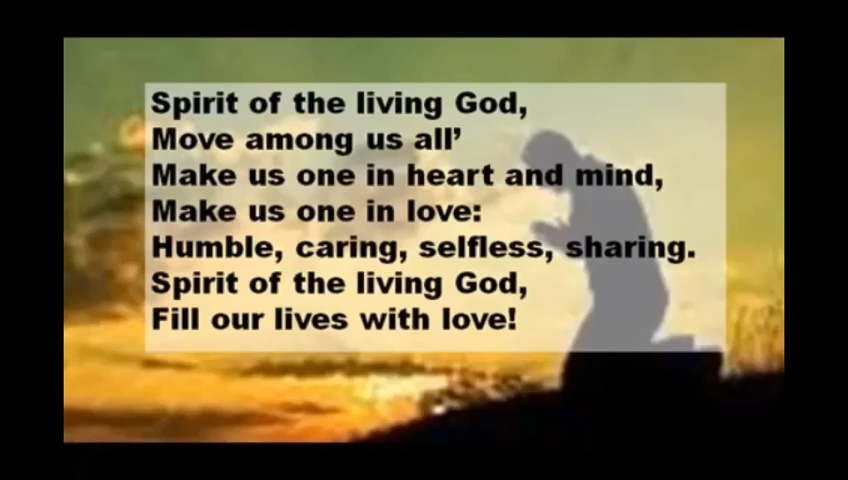 Spirit of the living God,
Move among us all’
Make us one in heart and mind,
Make us one in love:
Humble, caring, selfless, sharing.
Spirit of the living God,
Fill our lives with love!